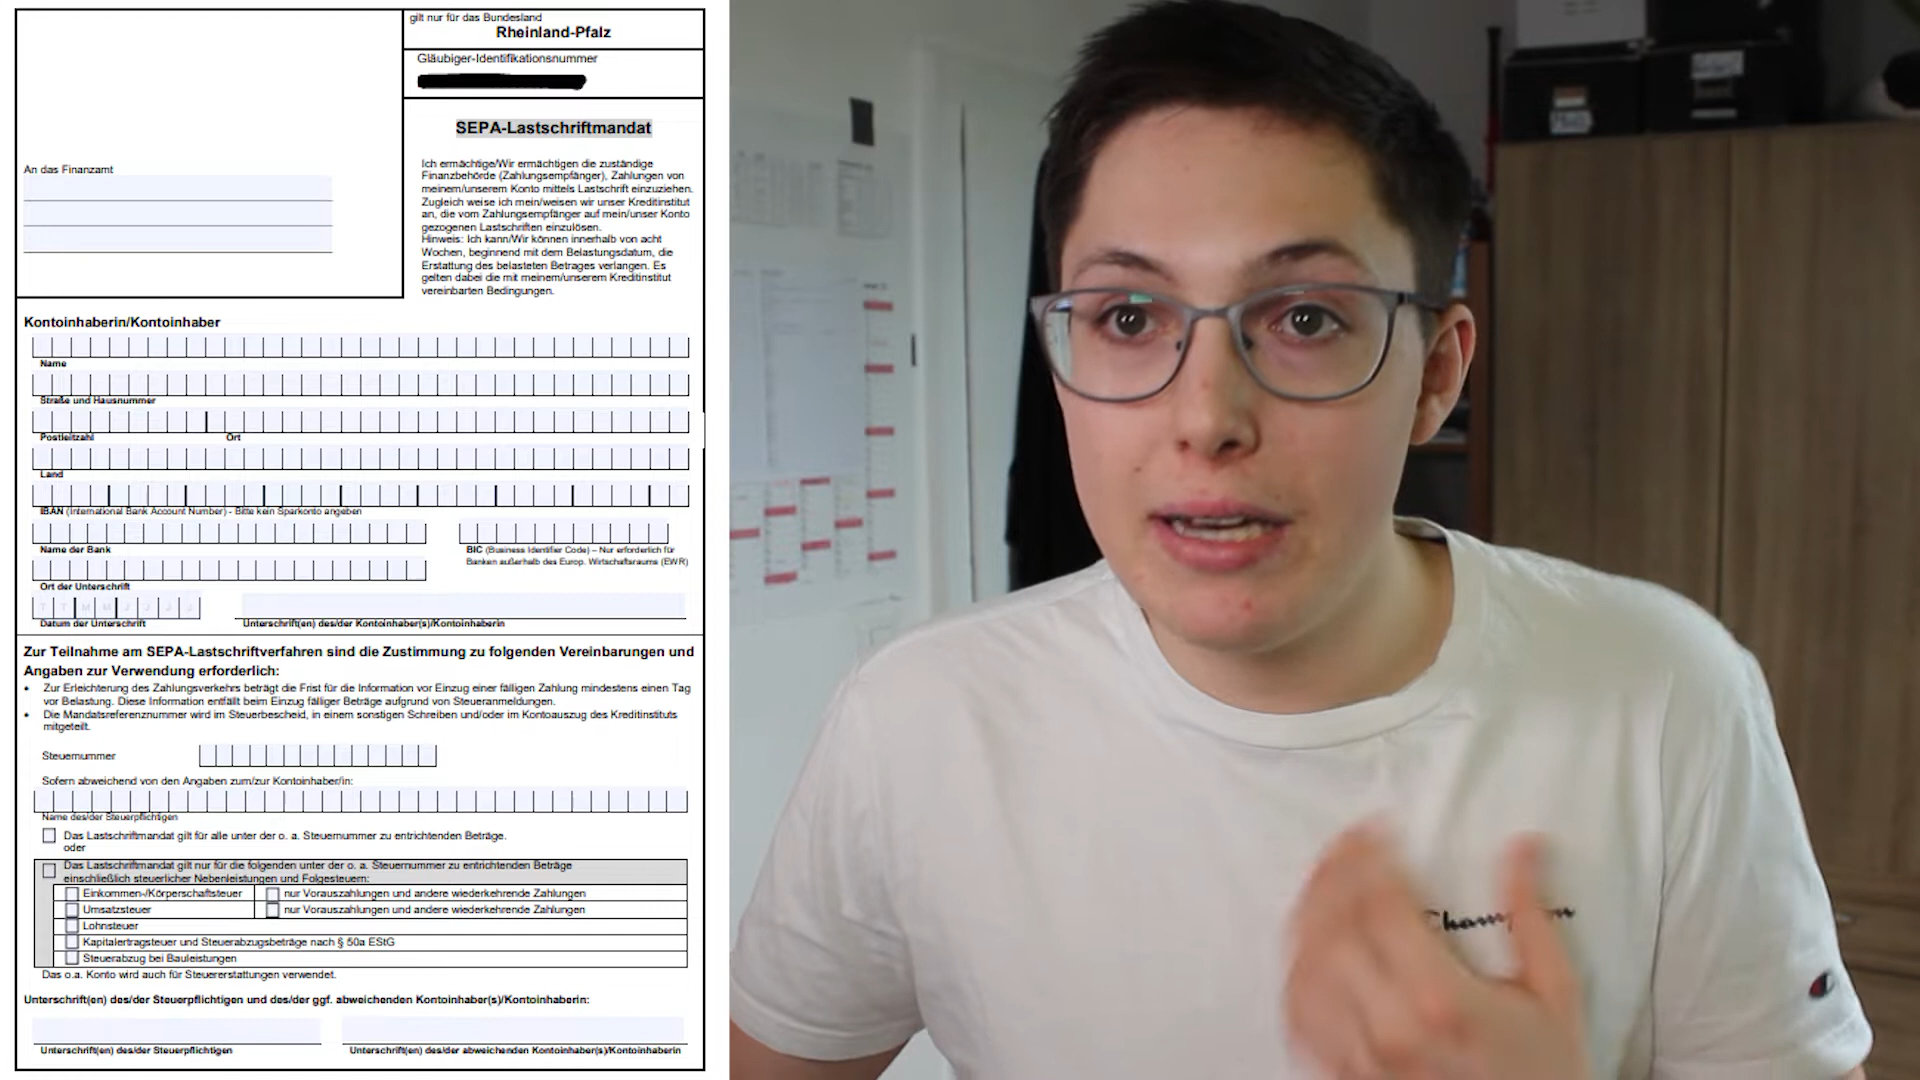 gilt nur für das Bundesland
Rheinland-Pfalz
Gläubiger-Identifikationsnummer
SEPA-Lastschriftmandat
An das Finanzamt
Ich ermächtige/Wir ermächtigen die zuständige
Finanzbehörde (Zahlungsempfänger), Zahlungen von
meinem/unserem Konto mittels Lastschrift einzuziehen.
Zugleich weise ich mein/weisen wir unser Kreditinstitut
an, die vom Zahlungsempfänger auf mein/unser Konto
gezogenen Lastschriften einzulösen.
Hinweis: Ich kann/Wir können innerhalb von acht
Wochen, beginnend mit dem Belastungsdatum, die
Erstattung des belasteten Betrages verlangen. Es
gelten dabei die mit meinem/unserem Kreditinstitut
vereinbarten Bedingungen.
Kontoinhaberin/Kontoinhaber
Name
Straße und Hausnummer
Postleitzahl Ort
Land
IBAN (International Bank Account Number) - Bitte kein Sparkonto angeben
Name der Bank
BIC (Business Identifier Code) – Nur erforderlich für
Banken außerhalb des Europ. Wirtschaftsraums (EWR)
Ort der Unterschrift
T T M M J J J J
Datum der Unterschrift
Unterschrift(en) des/der Kontoinhaber(s)/Kontoinhaberin
Zur Teilnahme am SEPA-Lastschriftverfahren sind die Zustimmung zu folgenden Vereinbarungen und
Angaben zur Verwendung erforderlich:
• Zur Erleichterung des Zahlungsverkehrs beträgt die Frist für die Information vor Einzug einer fälligen Zahlung mindestens einen Tag
vor Belastung. Diese Information entfällt beim Einzug fälliger Beträge aufgrund von Steueranmeldungen.
• Die Mandatsreferenznummer wird im Steuerbescheid, in einem sonstigen Schreiben und/oder im Kontoauszug des Kreditinstituts
mitgeteilt.
Steuernummer
Sofern abweichend von den Angaben zum/zur Kontoinhaber/in:
Name des/der Steuerpflichtigen
Das Lastschriftmandat gilt für alle unter der o. a. Steuernummer zu entrichtenden Beträge.
oder
Das Lastschriftmandat gilt nur für die folgenden unter der o. a. Steuernummer zu entrichtenden Beträge
einschließlich steuerlicher Nebenleistungen und Folgesteuern:
Einkommen-/Körperschaftsteuer nur Vorauszahlungen und andere wiederkehrende Zahlungen
Umsatzsteuer nur Vorauszahlungen und andere wiederkehrende Zahlungen
Lohnsteuer
Kapitalertragsteuer und Steuerabzugsbeträge nach § 50a EStG
Steuerabzug bei Bauleistungen
Das o.a. Konto wird auch für Steuererstattungen verwendet.
Unterschrift(en) des/der Steuerpflichtigen und des/der ggf. abweichenden Kontoinhaber(s)/Kontoinhaberin:
Unterschrift(en) des/der Steuerpflichtigen
Unterschrift(en) des/der abweichenden Kontoinhaber(s)/Kontoinhaberin
Champion